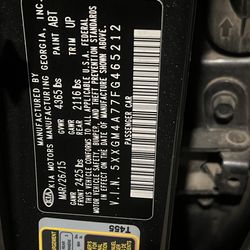 KIA
MANUFACTURED BY
KIA MOTORS MANUFACTURING GEORGIA, INC.
MAR/26/15
PAINT ABT
TRIM UP
GVWR 4365 lbs
GAWR
FRONT 2425 lbs
REAR 2116 lbs
THIS VEHICLE CONFORMS TO ALL APPLICABLE U.S.A. FEDERAL
MOTOR VEHICLE SAFETY, BUMPER, AND THEFT PREVENTION STANDARDS
IN EFFECT ON THE DATE OF MANUFACTURE SHOWN ABOVE.
V.I.N. 5XXGM4A77FG465212
PASSENGER CAR
T455